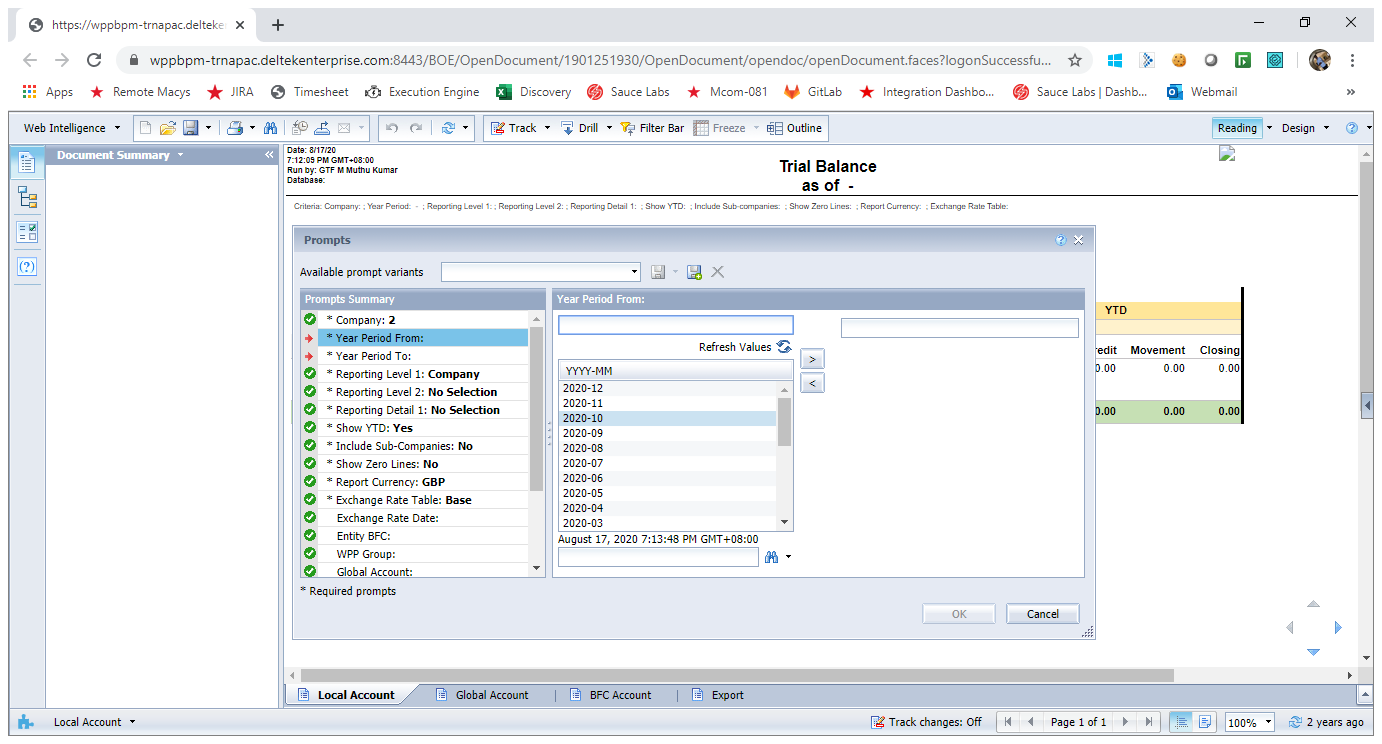 https://wppbpm-trnapac.delteke
wppbpm-trnapac.deltekenterprise.com:8443/BOE/OpenDocument/1901251930/OpenDocument/opendoc/openDocument.faces?logonSuccessfu...
Apps Remote Macys JIRA Timesheet Execution Engine Discovery Sauce Labs Mcom-081 GitLab Integration Dashbo... Sauce Labs | Dashb... Webmail »
Web Intelligence Track Drill Filter Bar Freeze Outline Reading Design
Document Summary «
Date: 8/17/20
7:12:09 PM GMT+08:00
Run by: GTF M Muthu Kumar
Database:
Trial Balance
as of -
Criteria: Company: ; Year Period: - ; Reporting Level 1: ; Reporting Level 2: ; Reporting Detail 1: ; Show YTD: ; Include Sub-companies: ; Show Zero Lines: ; Report Currency: ; Exchange Rate Table:
Prompts
Available prompt variants
Prompts Summary
* Company: 2
* Year Period From:
* Year Period To:
* Reporting Level 1: Company
* Reporting Level 2: No Selection
* Reporting Detail 1: No Selection
* Show YTD: Yes
* Include Sub-Companies: No
* Show Zero Lines: No
* Report Currency: GBP
* Exchange Rate Table: Base
Exchange Rate Date:
Entity BFC:
WPP Group:
Global Account:
* Required prompts
Year Period From:
Refresh Values
> 
<
YYYY-MM
2020-12
2020-11
2020-10
2020-09
2020-08
2020-07
2020-06
2020-05
2020-04
2020-03
August 17, 2020 7:13:48 PM GMT+08:00
OK Cancel
YTD
redit Movement Closing
0.00 0.00 0.00
0.00 0.00 0.00
Local Account Global Account BFC Account Export
Local Account Track changes: Off Page 1 of 1 100% 2 years ago